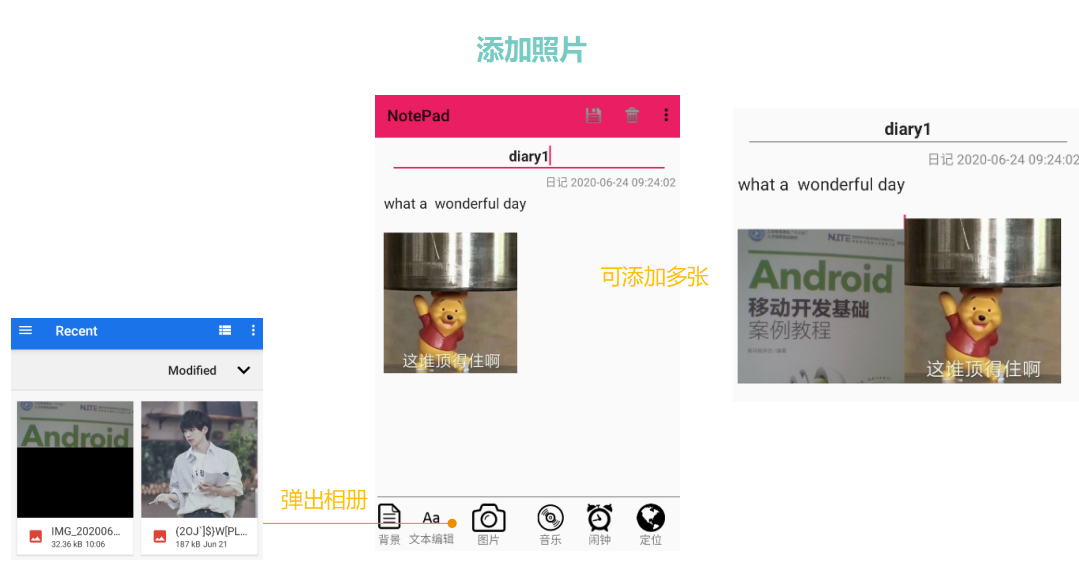 添加照片
NotePad
diary1
日记 2020-06-24 09:24:02
what a wonderful day
这谁顶得住啊
可添加多张
背景
文本编辑
图片
音乐
闹钟
定位
Aa
diary1
日记 2020-06-24 09:24:02
what a wonderful day
NITE
Android
移动开发基础
案例教程
这谁顶得住啊
Recent
Modified
NITE
Android
IMG_202006...
32.36 kB 10:06
(2OJ`]$}W[PL...
187 kB Jun 21
弹出相册